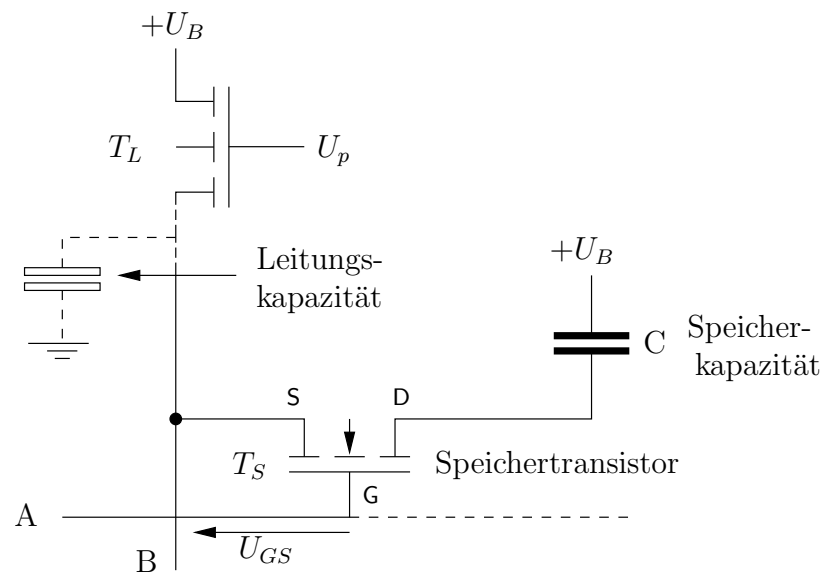 +U_B
T_L
U_p
Leitungs-
kapazität
+U_B
C
Speicher-
kapazität
S
D
T_S
Speichertransistor
G
A
U_GS
B